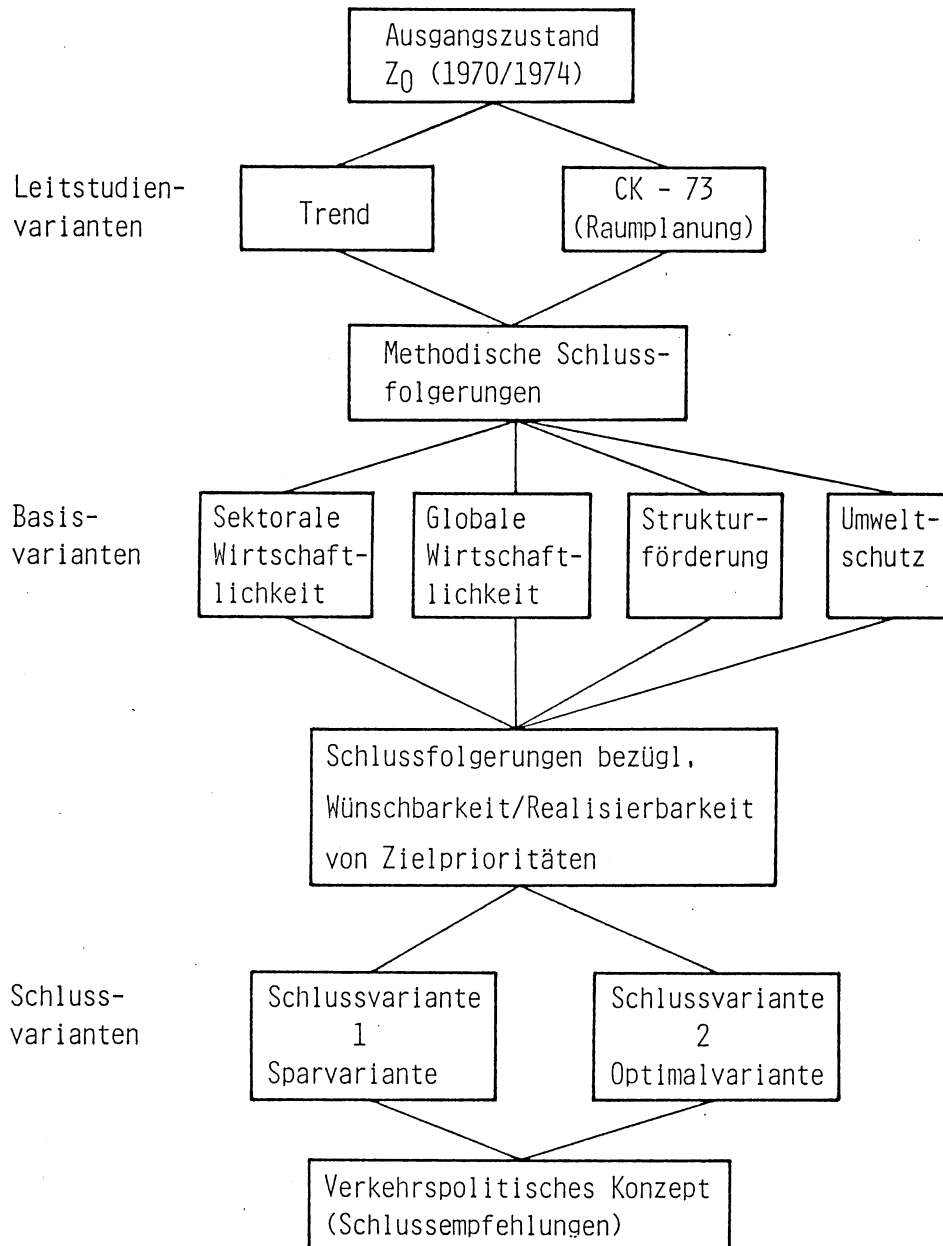 Ausgangszustand
Z0 (1970/1974)
Leitstudien-
varianten
Trend
CK - 73
(Raumplanung)
Methodische Schluss-
folgerungen
Basis-
varianten
Sektorale
Wirtschaft-
lichkeit
Globale
Wirtschaft-
lichkeit
Struktur-
förderung
Umwelt-
schutz
Schlussfolgerungen bezügl.
Wünschbarkeit/Realisierbarkeit
von Zielprioritäten
Schluss-
varianten
Schlussvariante
1
Sparvariante
Schlussvariante
2
Optimalvariante
Verkehrspolitisches Konzept
(Schlussempfehlungen)